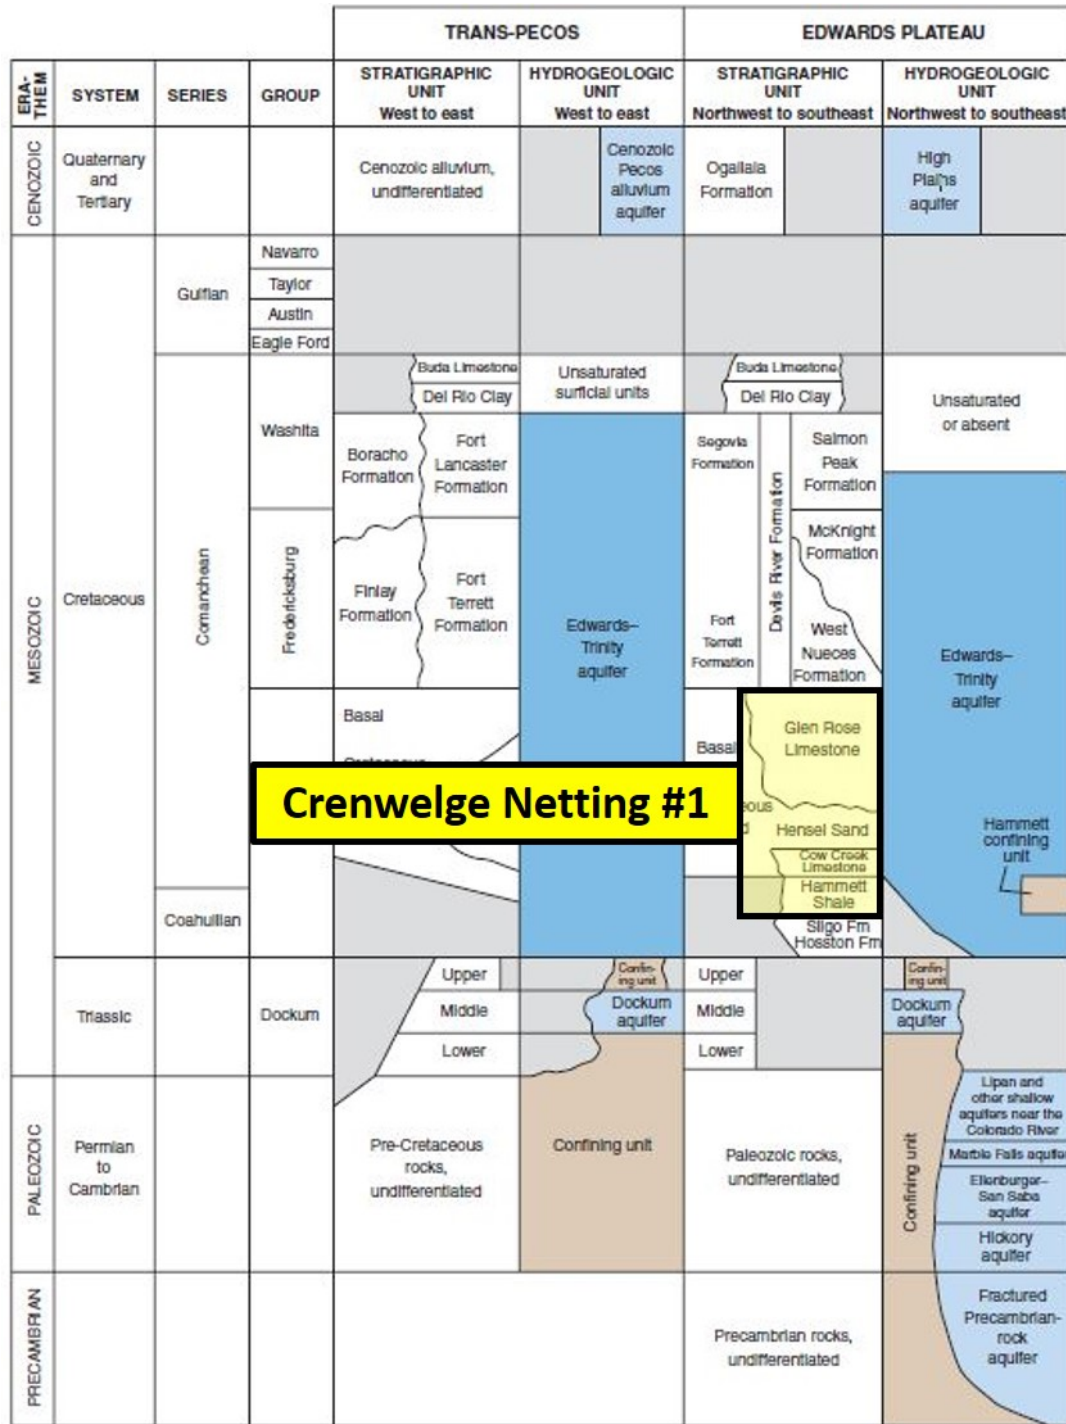 TRANS-PECOS
EDWARDS PLATEAU
ERA-
THEM
SYSTEM
SERIES
GROUP
STRATIGRAPHIC
UNIT
West to east
HYDROGEOLOGIC
UNIT
West to east
STRATIGRAPHIC
UNIT
Northwest to southeast
HYDROGEOLOGIC
UNIT
Northwest to southeast
CENOZOIC
Quaternary
and
Tertiary
Cenozoic alluvium,
undifferentiated
Cenozoic
Pecos
alluvium
aquifer
Ogallala
Formation
High
Plains
aquifer
MESOZOIC
Cretaceous
Gulfian
Navarro
Taylor
Austin
Eagle Ford
Comanchean
Washita
Buda Limestone
Del Rio Clay
Unsaturated
surficial units
Buda Limestone
Del Rio Clay
Unsaturated
or absent
Boracho
Formation
Fort
Lancaster
Formation
Segovia
Formation
Devils River Formation
Salmon
Peak
Formation
Fredericksburg
Finlay
Formation
Fort
Terrett
Formation
Edwards–
Trinity
aquifer
Fort
Terrett
Formation
McKnight
Formation
West
Nueces
Formation
Edwards–
Trinity
aquifer
Basal
Basal
Glen Rose
Limestone
Crenwelge Netting #1
Hensel Sand
Cow Creek
Limestone
Hammett
Shale
Hammett
confining
unit
Coahuilan
Sligo Fm
Hosston Fm
Triassic
Dockum
Upper
Middle
Lower
Confin-
ing unit
Dockum
aquifer
Upper
Middle
Lower
Confin-
ing unit
Dockum
aquifer
PALEOZOIC
Permian
to
Cambrian
Pre-Cretaceous
rocks,
undifferentiated
Confining unit
Paleozoic rocks,
undifferentiated
Confining unit
Lipan and
other shallow
aquifers near the
Colorado River
Marble Falls aquifer
Ellenburger–
San Saba
aquifer
Hickory
aquifer
PRECAMBRIAN
Precambrian rocks,
undifferentiated
Fractured
Precambrian-
rock
aquifer